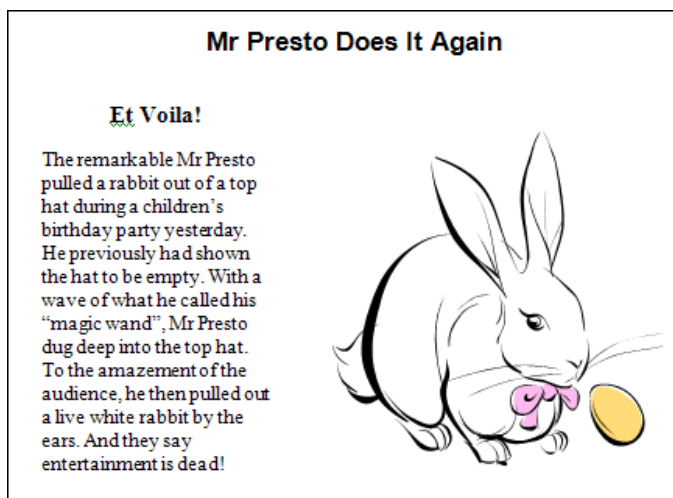 Mr Presto Does It Again
Et Voila!
The remarkable Mr Presto
pulled a rabbit out of a top
hat during a children’s
birthday party yesterday.
He previously had shown
the hat to be empty. With a
wave of what he called his
“magic wand”, Mr Presto
dug deep into the top hat.
To the amazement of the
audience, he then pulled out
a live white rabbit by the
ears. And they say
entertainment is dead!